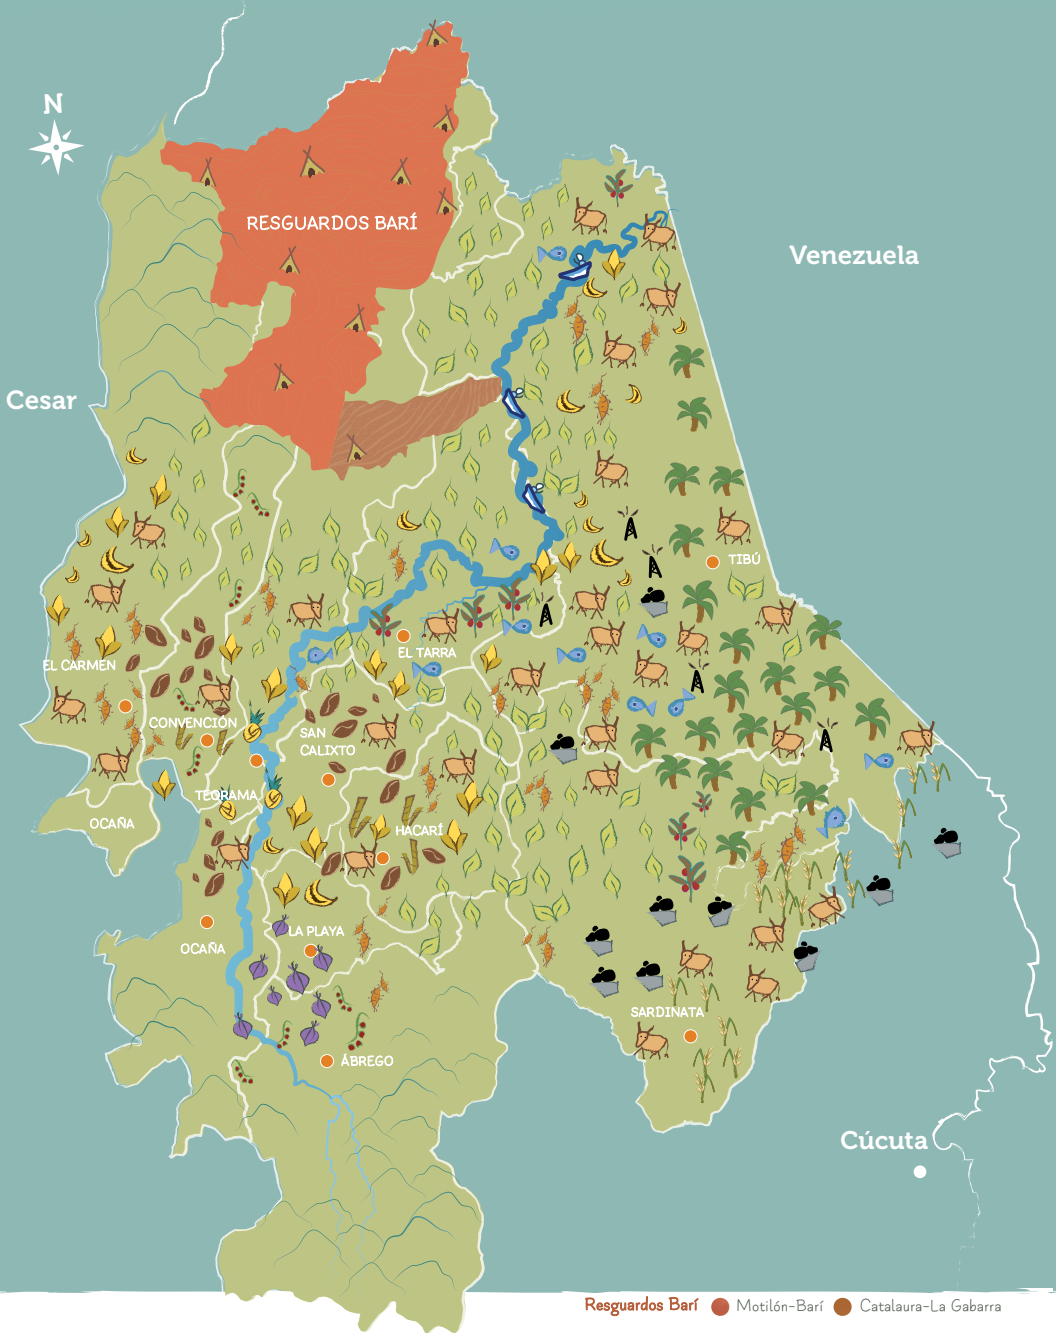 N
RESGUARDOS BARÍ
Venezuela
Cesar
TIBÚ
EL TARRA
EL CARMEN
CONVENCIÓN
SAN
CALIXTO
TEORAMA
OCAÑA
HACARÍ
LA PLAYA
OCAÑA
SARDINATA
ÁBREGO
Cúcuta
Resguardos Barí
Motilón-Barí
Catalaura-La Gabarra